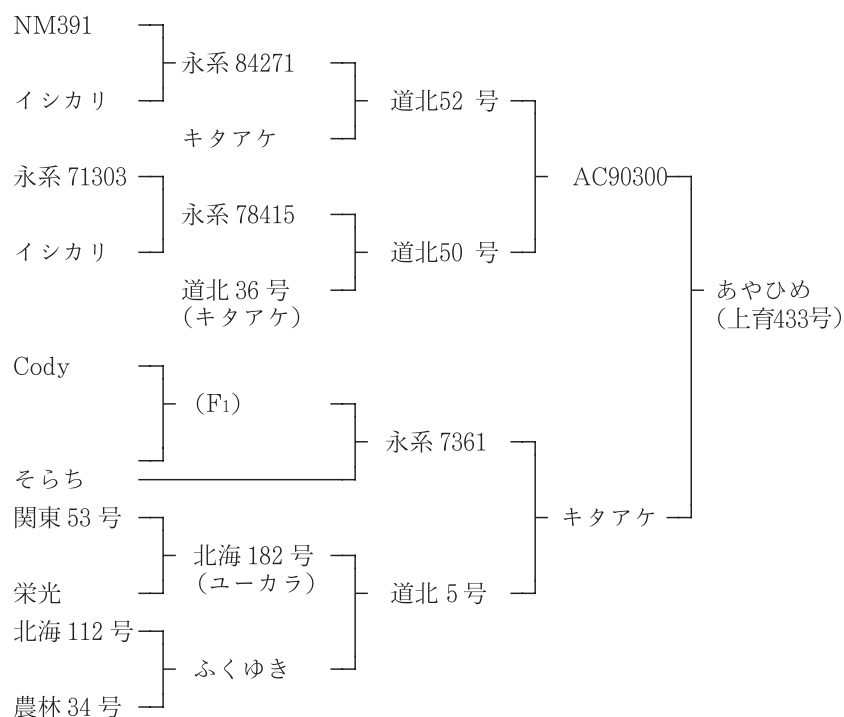 NM391
永系 84271
イシカリ
道北52 号
キタアケ
永系 71303
AC90300
永系 78415
イシカリ
道北50 号
道北 36 号
(キタアケ)
あやひめ
(上育433号)
Cody
(F₁)
永系 7361
そらち
関東 53 号
キタアケ
北海 182 号
(ユーカラ)
栄光
道北 5 号
北海 112 号
ふくゆき
農林 34 号